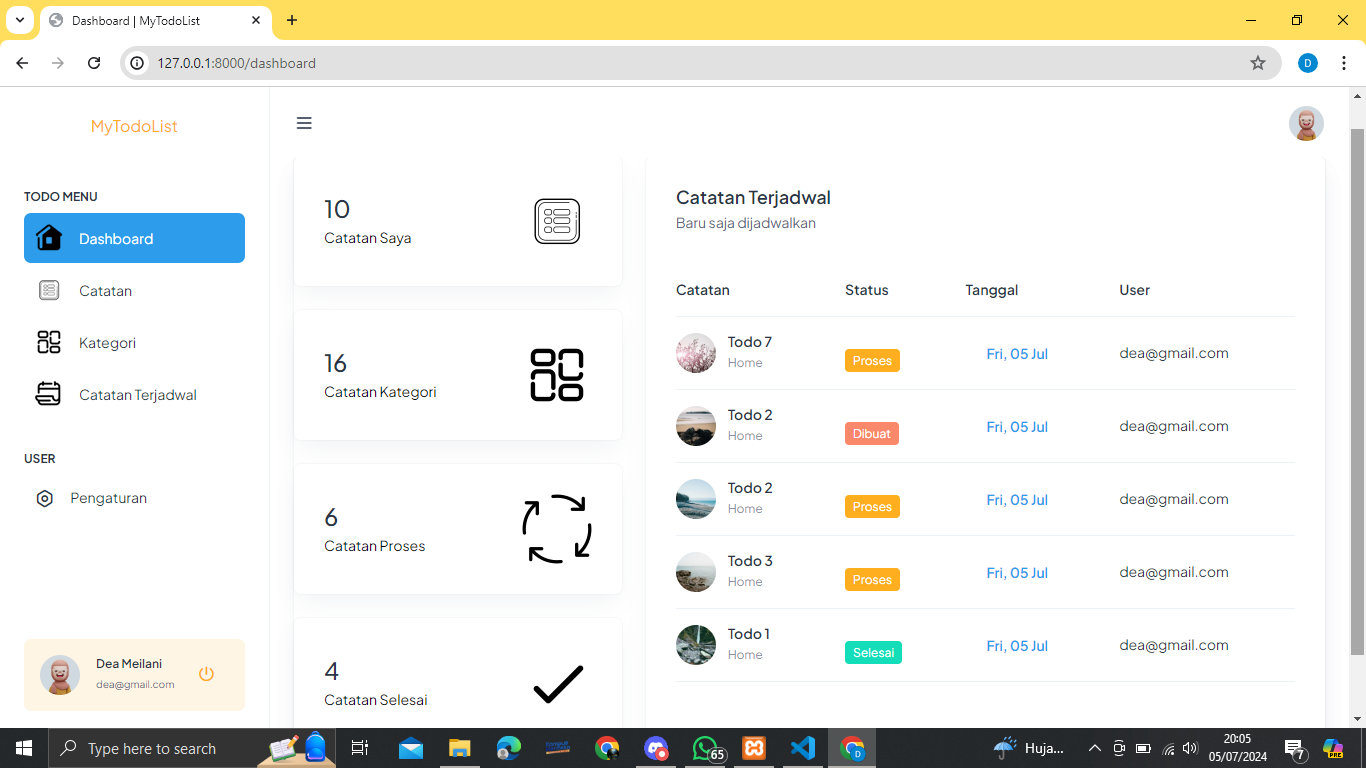 Dashboard | MyTodoList
127.0.0.1:8000/dashboard
D
MyTodoList
TODO MENU
Dashboard
Catatan
Kategori
Catatan Terjadwal
USER
Pengaturan
Dea Meilani
dea@gmail.com
10
Catatan Saya
16
Catatan Kategori
6
Catatan Proses
4
Catatan Selesai
Catatan Terjadwal
Baru saja dijadwalkan
Catatan Status Tanggal User
Todo 7
Home
Proses
Fri, 05 Jul
dea@gmail.com
Todo 2
Home
Dibuat
Fri, 05 Jul
dea@gmail.com
Todo 2
Home
Proses
Fri, 05 Jul
dea@gmail.com
Todo 3
Home
Proses
Fri, 05 Jul
dea@gmail.com
Todo 1
Home
Selesai
Fri, 05 Jul
dea@gmail.com
Type here to search
65
D
Huja...
20:05
05/07/2024
7
PRE